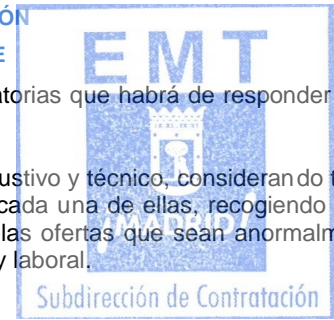 ÓN
E
EMT
atorias que habrá de responder
ustivo y técnico, considerando t
cada una de ellas, recogiendo
¡MADRID!
las ofertas que sean anormalm
y laboral.
Subdirección de Contratación